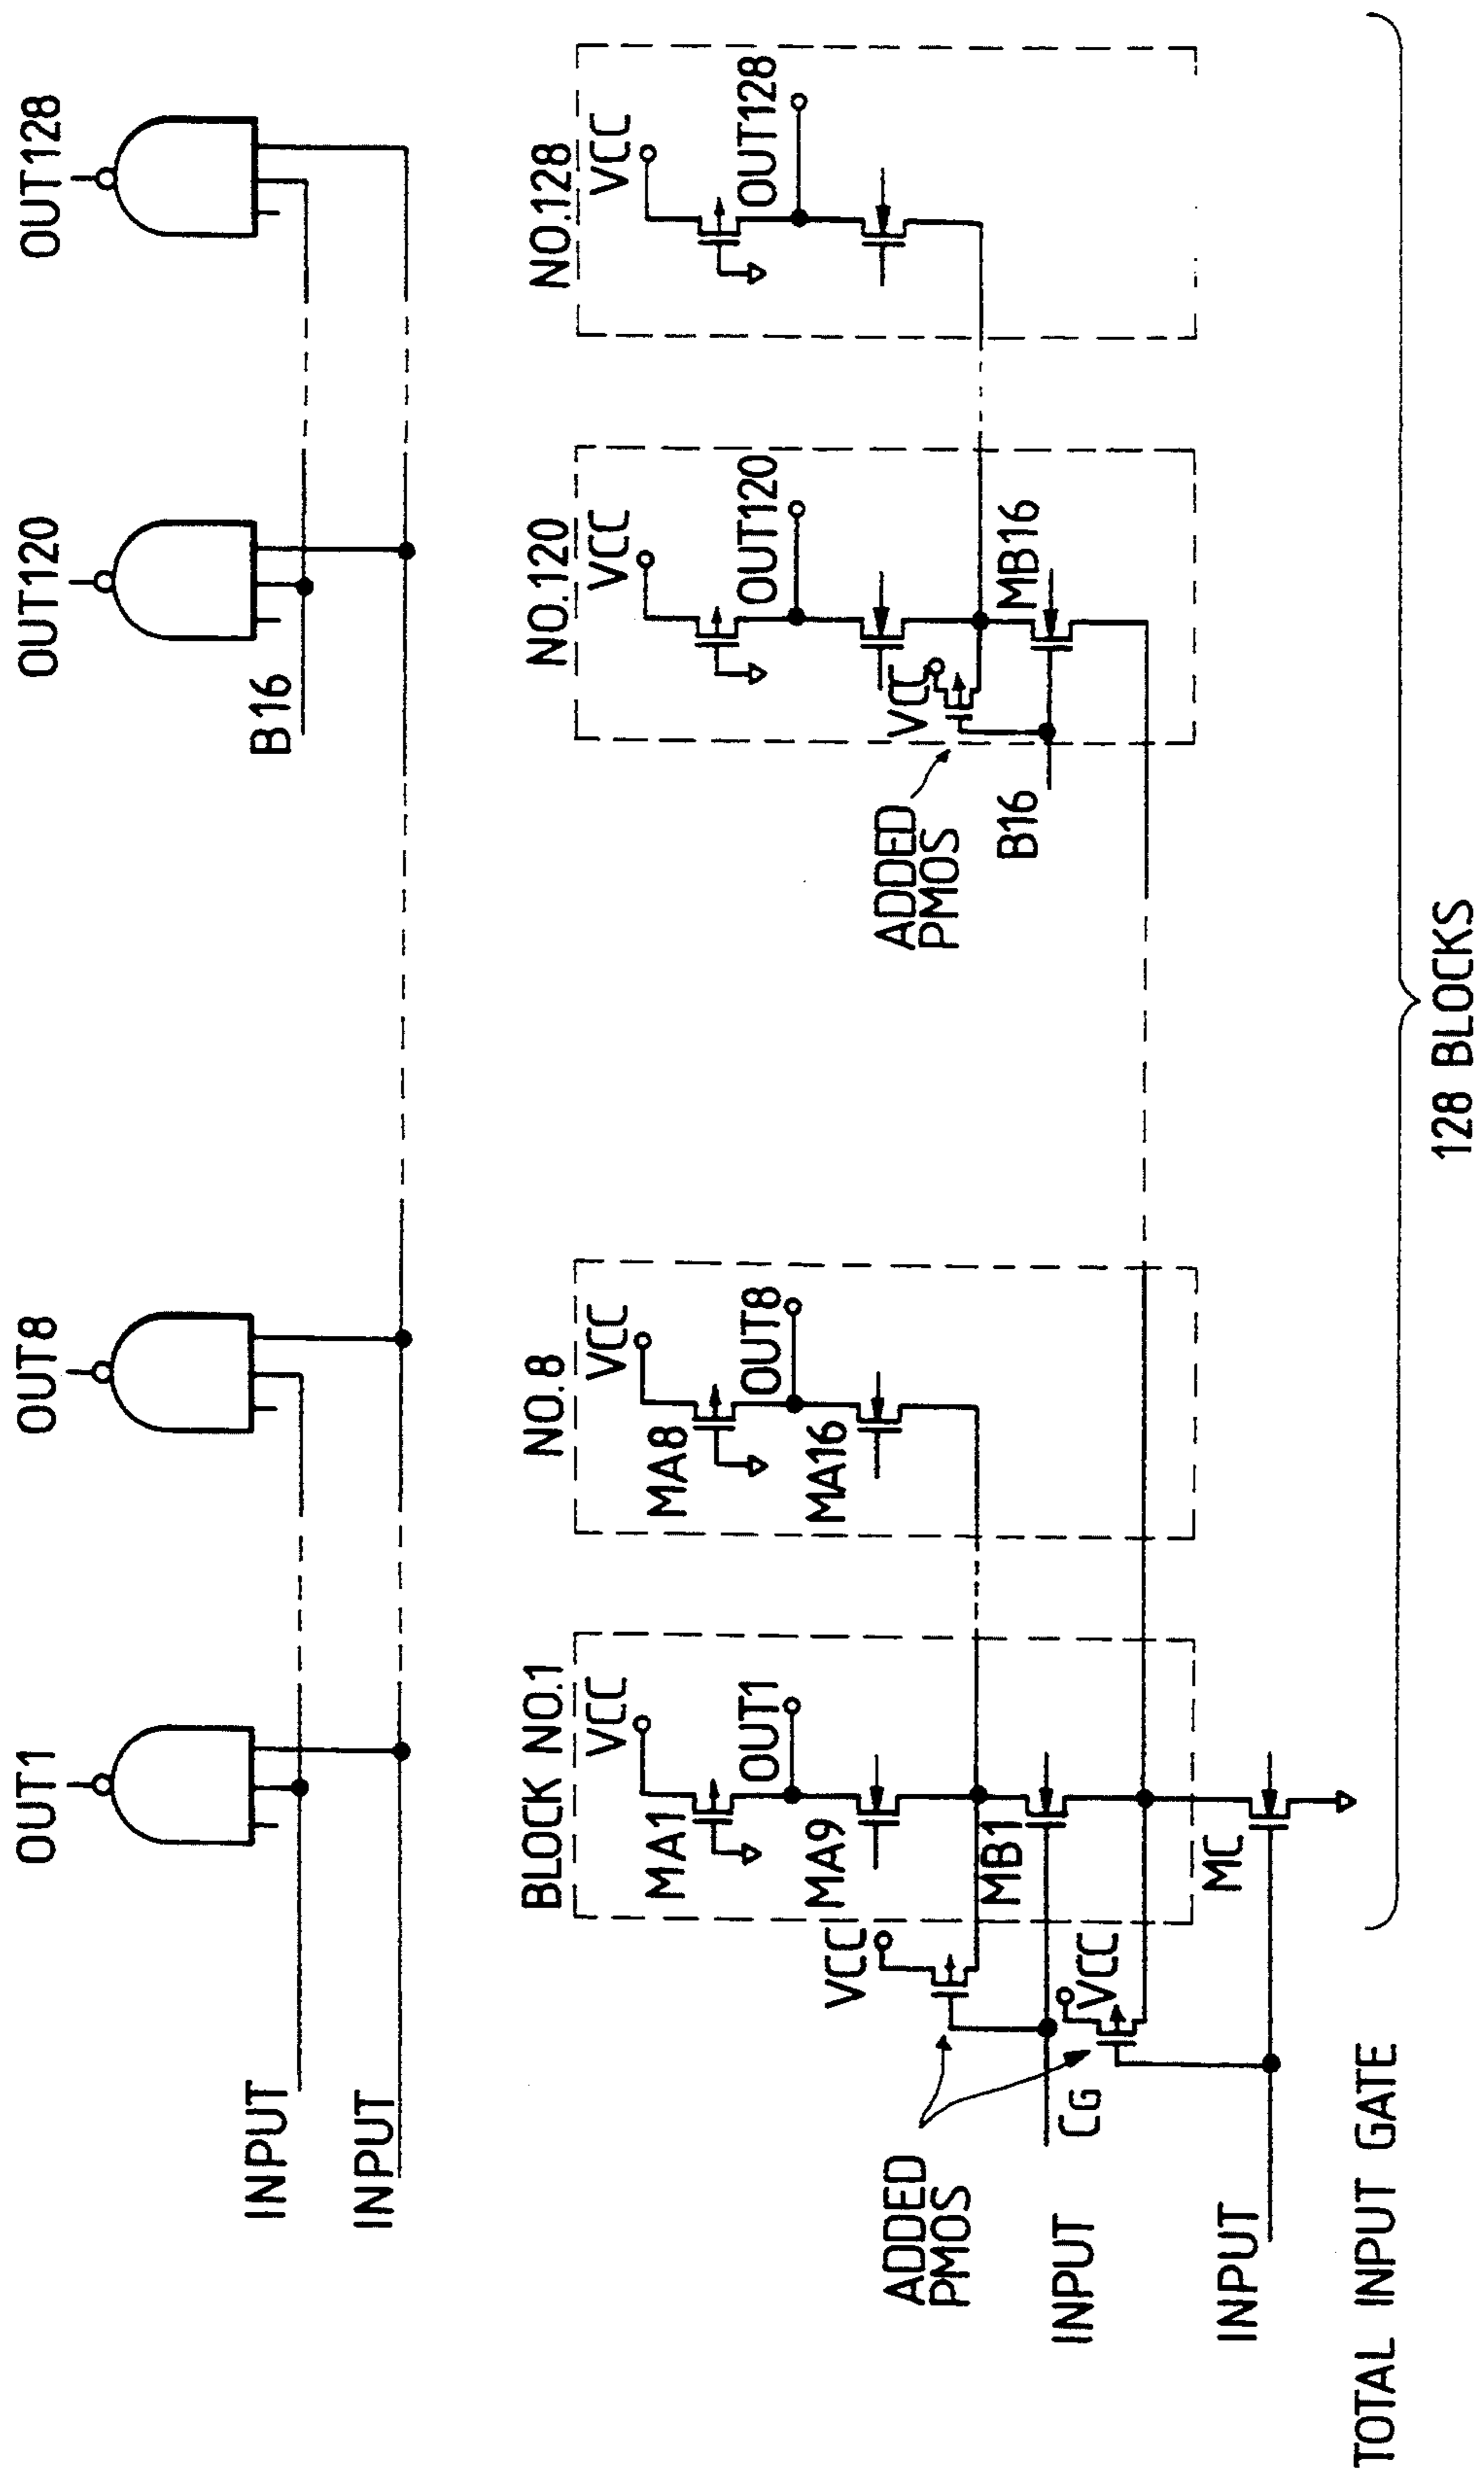 OUT1
OUT8
OUT120
OUT128
INPUT
B16
INPUT
BLOCK NO.1
NO.8
NO.120
NO.128
VCC
VCC
VCC
VCC
MA1
OUT1
MA8
OUT8
OUT120
OUT128
MA9
MA16
VCC
VCC
MB1
MB16
ADDED
PMOS
B16
ADDED
PMOS
INPUT
CG
VCC
MC
INPUT
TOTAL INPUT GATE
128 BLOCKS